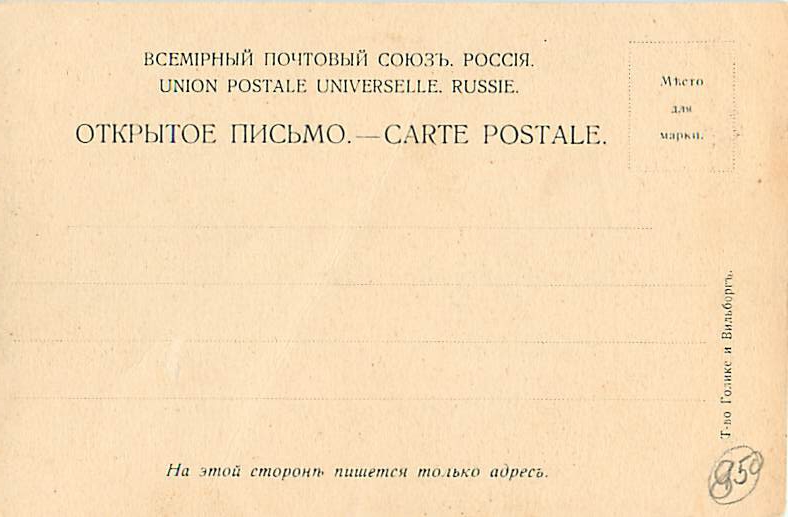 ВСЕМІРНЫЙ ПОЧТОВЫЙ СОЮЗЪ. РОССІЯ.
UNION POSTALE UNIVERSELLE. RUSSIE.
ОТКРЫТОЕ ПИСЬМО.—CARTE POSTALE.
Мѣсто
для
марки.
Т-во Голике и Вильборгъ.
На этой сторонѣ пишется только адресъ.
850